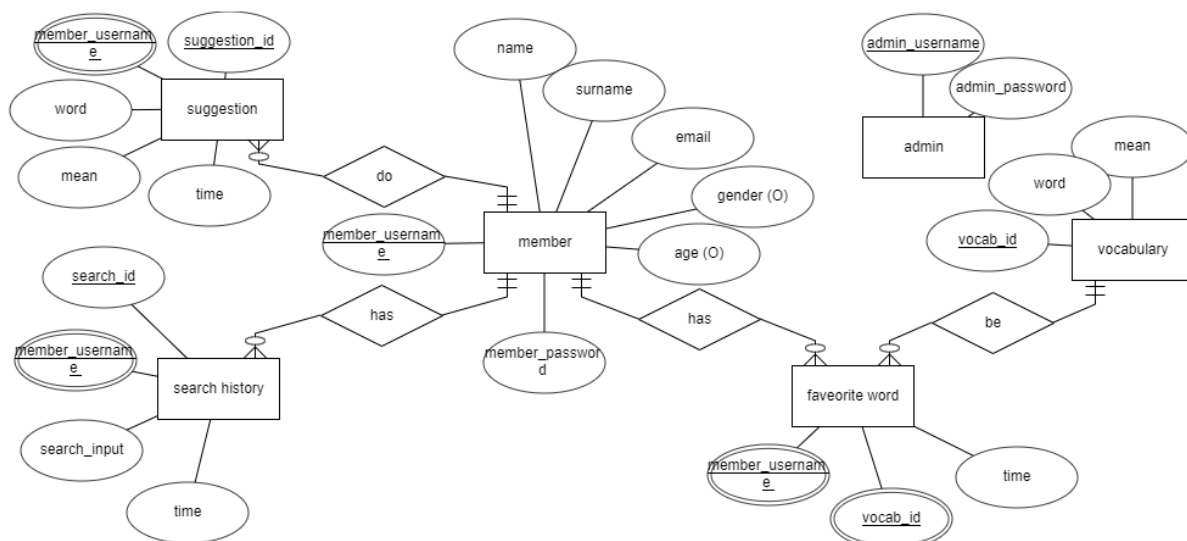 member_usernam
e
suggestion_id
word
suggestion
mean
time
do
name
surname
email
gender (O)
age (O)
member_usernam
e
member
member_passwor
d
admin_username
admin_password
admin
mean
word
vocab_id
vocabulary
search_id
has
member_usernam
e
search history
search_input
time
has
be
faveorite word
member_usernam
e
vocab_id
time